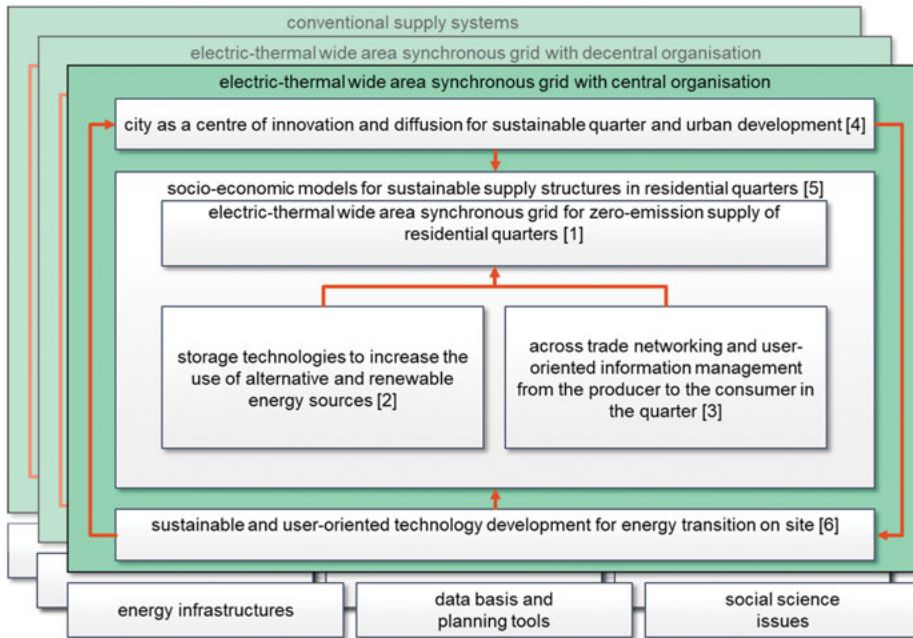 conventional supply systems
electric-thermal wide area synchronous grid with decentral organisation
electric-thermal wide area synchronous grid with central organisation
city as a centre of innovation and diffusion for sustainable quarter and urban development [4]
socio-economic models for sustainable supply structures in residential quarters [5]
electric-thermal wide area synchronous grid for zero-emission supply of
residential quarters [1]
storage technologies to increase the
use of alternative and renewable
energy sources [2]
across trade networking and user-
oriented information management
from the producer to the consumer in
the quarter [3]
sustainable and user-oriented technology development for energy transition on site [6]
energy infrastructures
data basis and
planning tools
social science
issues